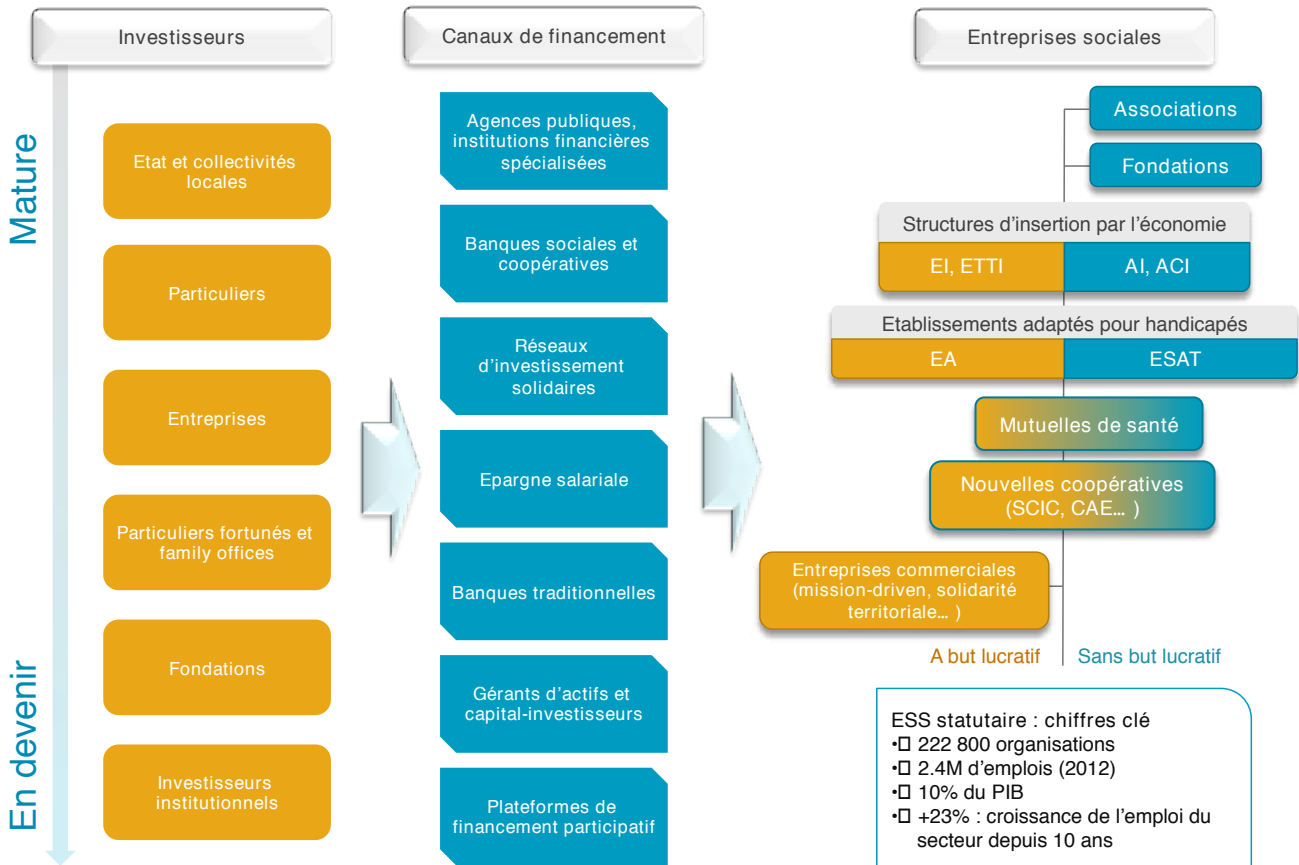 Investisseurs
Canaux de financement
Entreprises sociales
Mature
En devenir
Etat et collectivités
locales
Particuliers
Entreprises
Particuliers fortunés et
family offices
Fondations
Investisseurs
institutionnels
Agences publiques,
institutions financières
spécialisées
Banques sociales et
coopératives
Réseaux
d’investissement
solidaires
Epargne salariale
Banques traditionnelles
Gérants d’actifs et
capital-investisseurs
Plateformes de
financement participatif
Associations
Fondations
Structures d’insertion par l’économie
EI, ETTI
AI, ACI
Etablissements adaptés pour handicapés
EA
ESAT
Mutuelles de santé
Nouvelles coopératives
(SCIC, CAE... )
Entreprises commerciales
(mission-driven, solidarité
territoriale... )
A but lucratif
Sans but lucratif
ESS statutaire : chiffres clé
•□ 222 800 organisations
•□ 2.4M d’emplois (2012)
•□ 10% du PIB
•□ +23% : croissance de l’emploi du
secteur depuis 10 ans